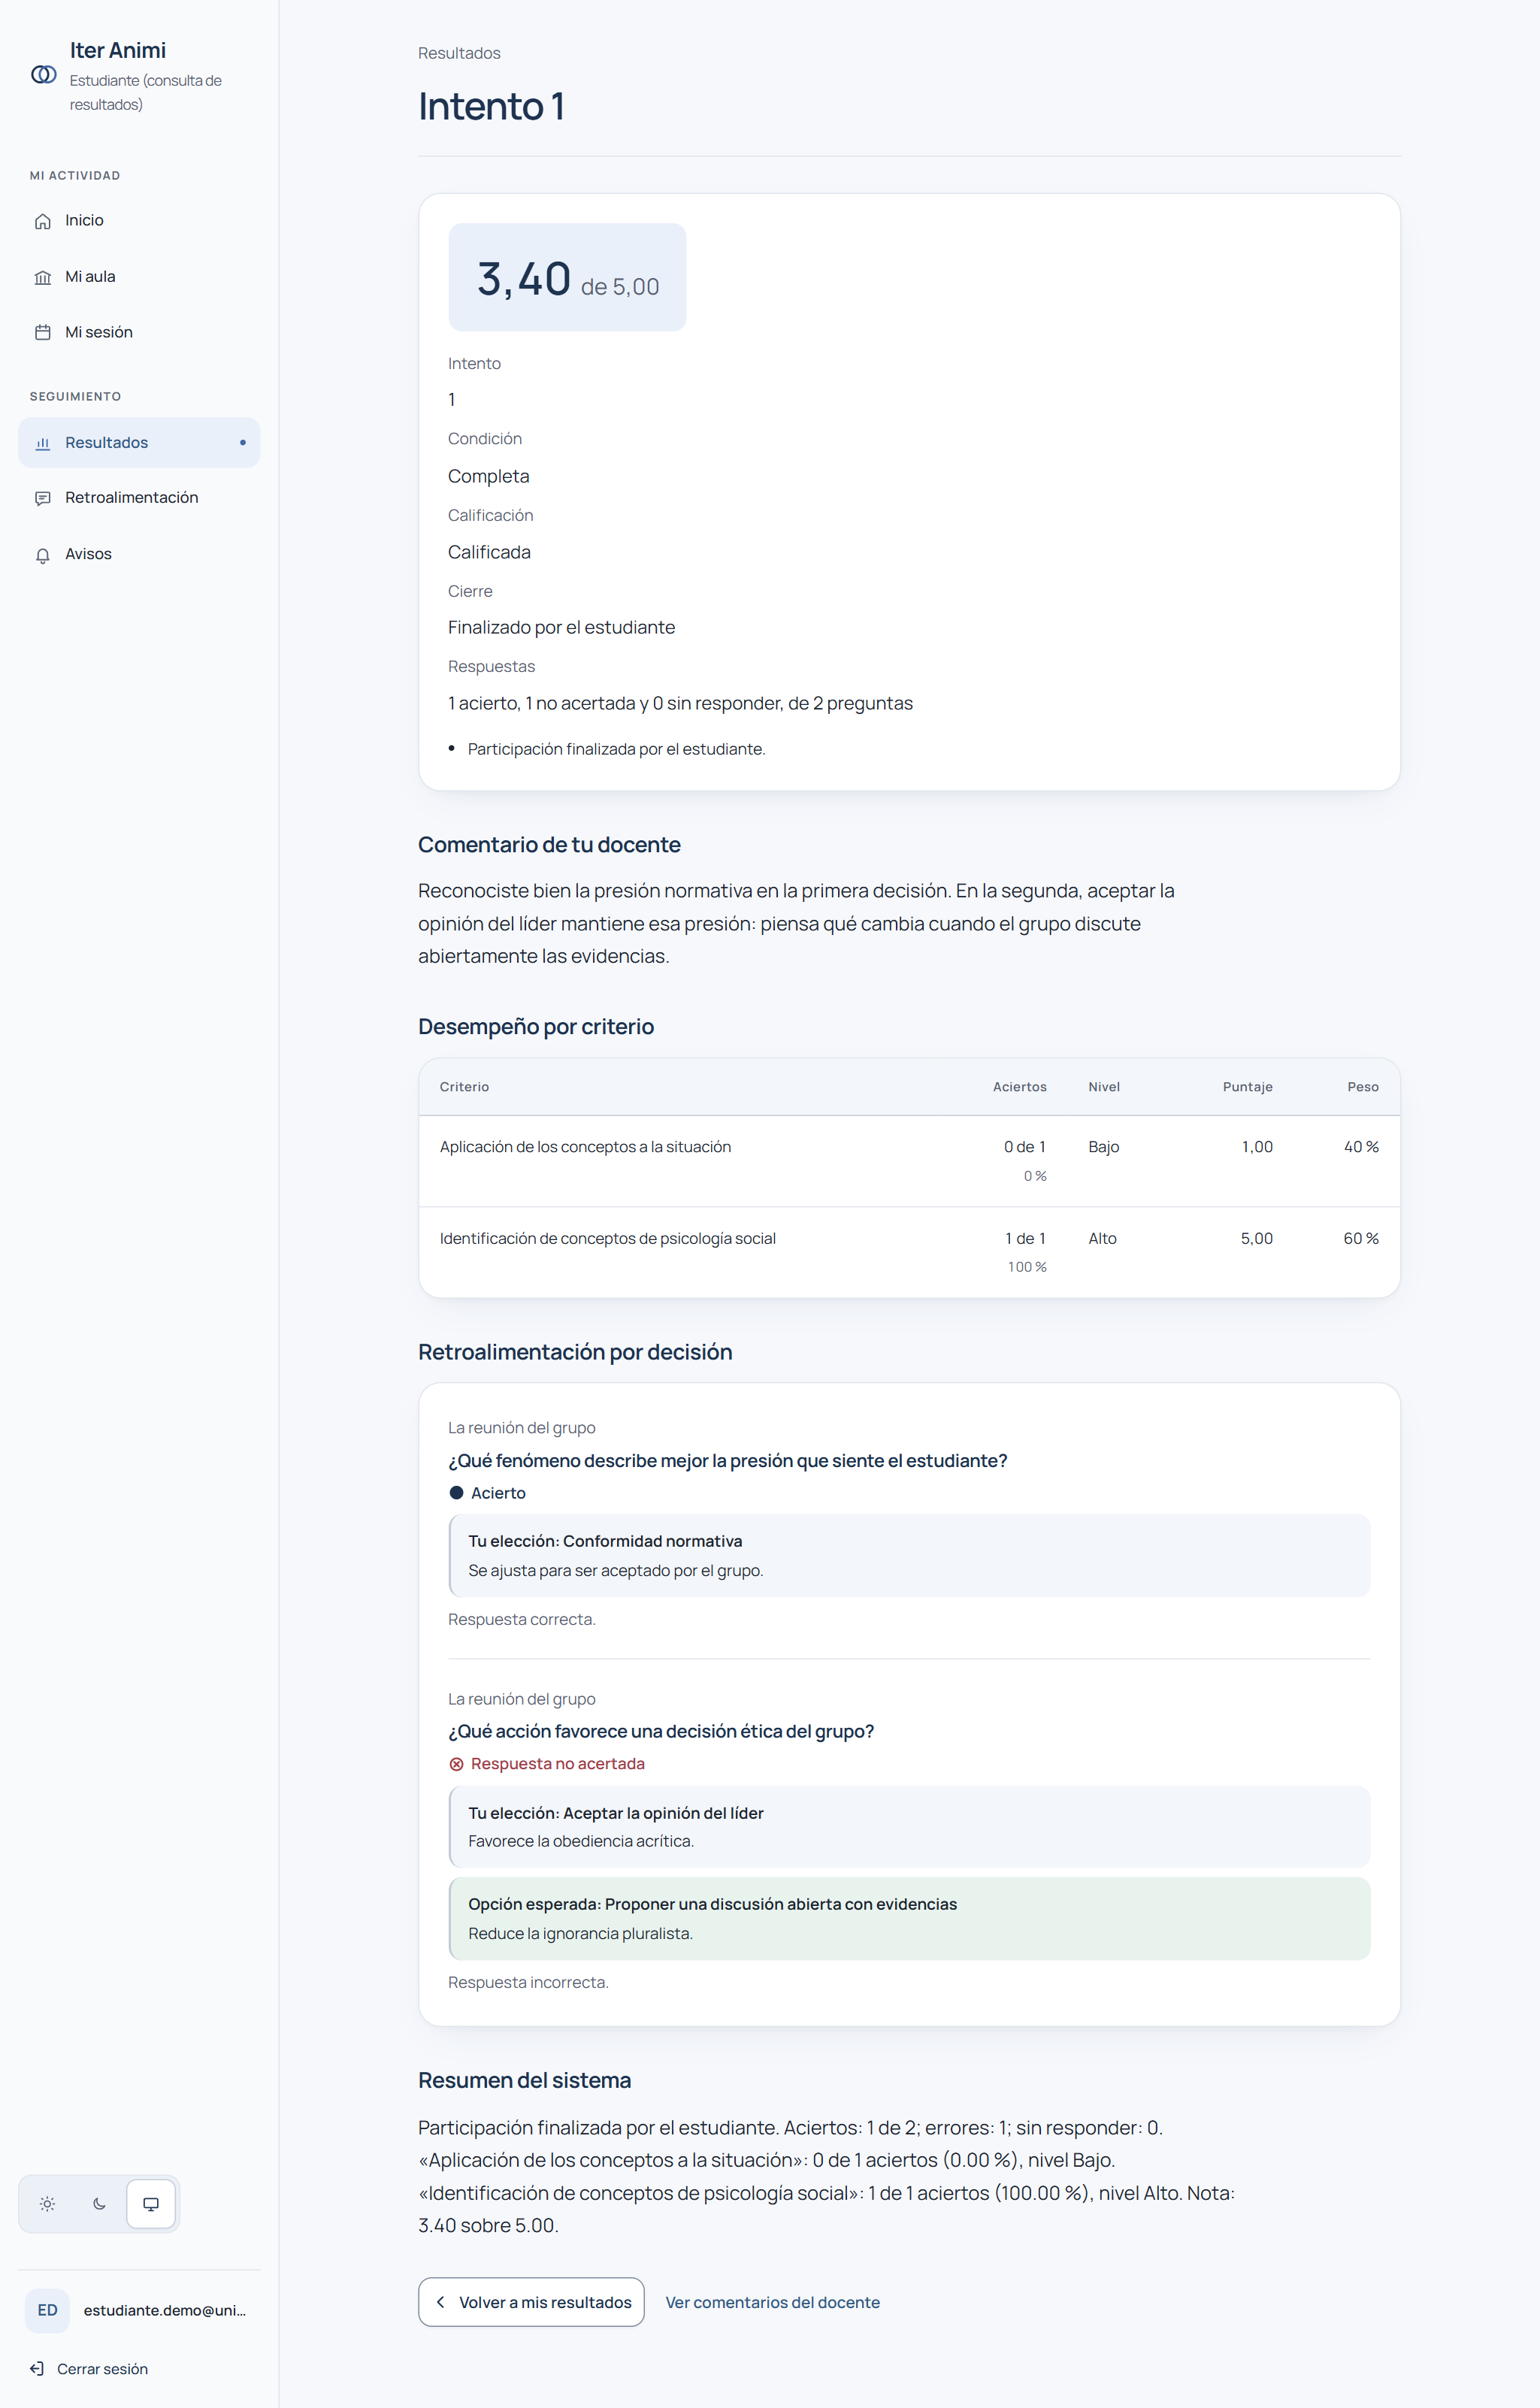 Iter Animi
Estudiante (consulta de
resultados)
MI ACTIVIDAD
Inicio
Mi aula
Mi sesión
SEGUIMIENTO
Resultados
Retroalimentación
Avisos
ED
estudiante.demo@uni...
Cerrar sesión
Resultados
Intento 1
3,40 de 5,00
Intento
1
Condición
Completa
Calificación
Calificada
Cierre
Finalizado por el estudiante
Respuestas
1 acierto, 1 no acertada y 0 sin responder, de 2 preguntas
• Participación finalizada por el estudiante.
Comentario de tu docente
Reconociste bien la presión normativa en la primera decisión. En la segunda, aceptar la
opinión del líder mantiene esa presión: piensa qué cambia cuando el grupo discute
abiertamente las evidencias.
Desempeño por criterio
Criterio Aciertos Nivel Puntaje Peso
Aplicación de los conceptos a la situación 0 de 1 Bajo 1,00 40 %
0 %
Identificación de conceptos de psicología social 1 de 1 Alto 5,00 60 %
100 %
Retroalimentación por decisión
La reunión del grupo
¿Qué fenómeno describe mejor la presión que siente el estudiante?
Acierto
Tu elección: Conformidad normativa
Se ajusta para ser aceptado por el grupo.
Respuesta correcta.
La reunión del grupo
¿Qué acción favorece una decisión ética del grupo?
Respuesta no acertada
Tu elección: Aceptar la opinión del líder
Favorece la obediencia acrítica.
Opción esperada: Proponer una discusión abierta con evidencias
Reduce la ignorancia pluralista.
Respuesta incorrecta.
Resumen del sistema
Participación finalizada por el estudiante. Aciertos: 1 de 2; errores: 1; sin responder: 0.
«Aplicación de los conceptos a la situación»: 0 de 1 aciertos (0.00 %), nivel Bajo.
«Identificación de conceptos de psicología social»: 1 de 1 aciertos (100.00 %), nivel Alto. Nota:
3.40 sobre 5.00.
Volver a mis resultados
Ver comentarios del docente